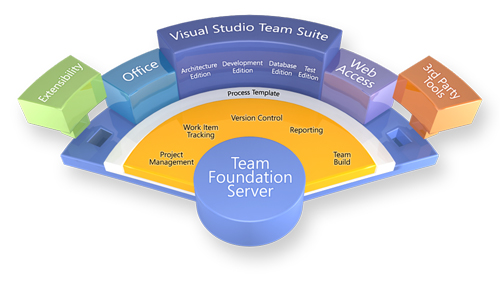 Visual Studio Team Suite
Architecture
Edition
Development
Edition
Database
Edition
Test
Edition
Extensibility
Office
Web
Access
3rd Party
Tools
Process Template
Version Control
Work Item
Tracking
Reporting
Project
Management
Team
Build
Team
Foundation
Server